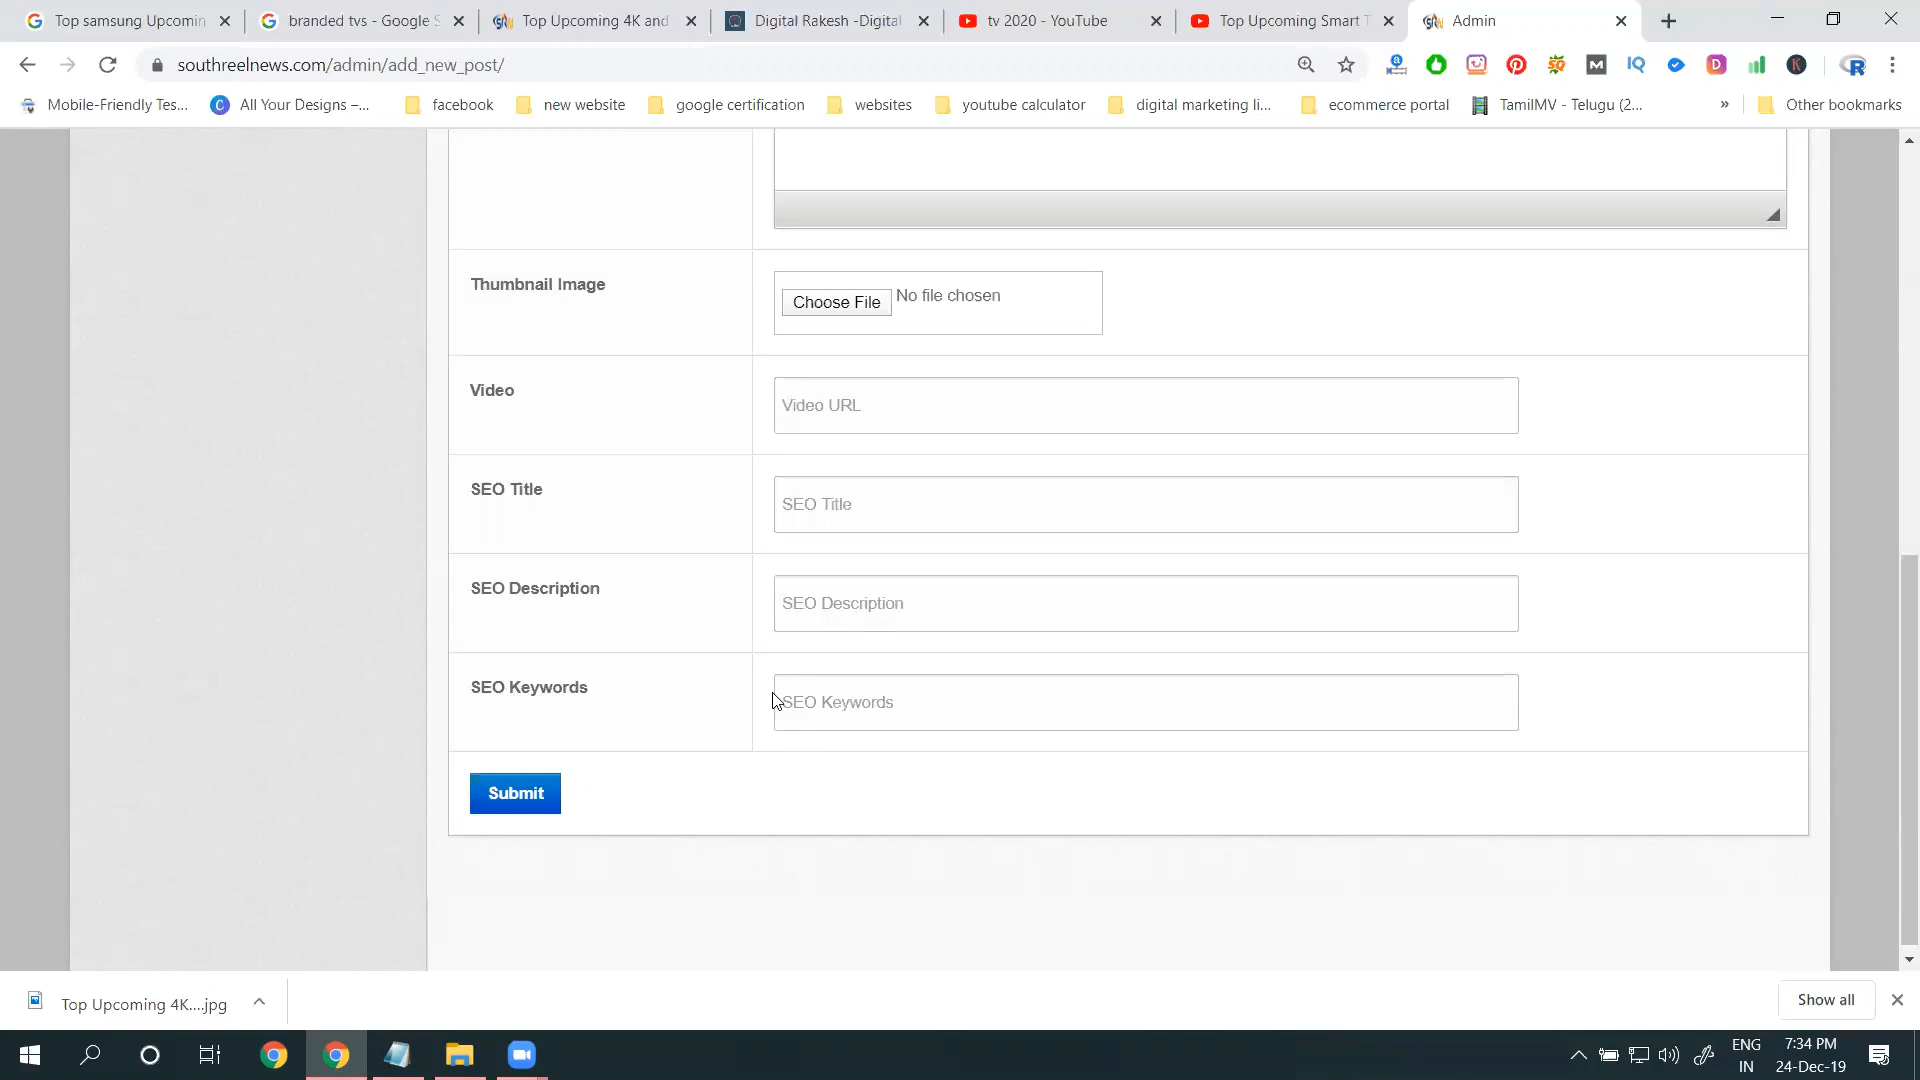 Top samsung Upcomin
branded tvs - Google S
Top Upcoming 4K and
Digital Rakesh -Digital
tv 2020 - YouTube
Top Upcoming Smart T
Admin
southreelnews.com/admin/add_new_post/
Mobile-Friendly Tes...
All Your Designs –...
facebook
new website
google certification
websites
youtube calculator
digital marketing li...
ecommerce portal
TamilMV - Telugu (2...
»
Other bookmarks
Thumbnail Image
Choose File No file chosen
Video
Video URL
SEO Title
SEO Title
SEO Description
SEO Description
SEO Keywords
SEO Keywords
Submit
Top Upcoming 4K....jpg
Show all
ENG
IN
7:34 PM
24-Dec-19